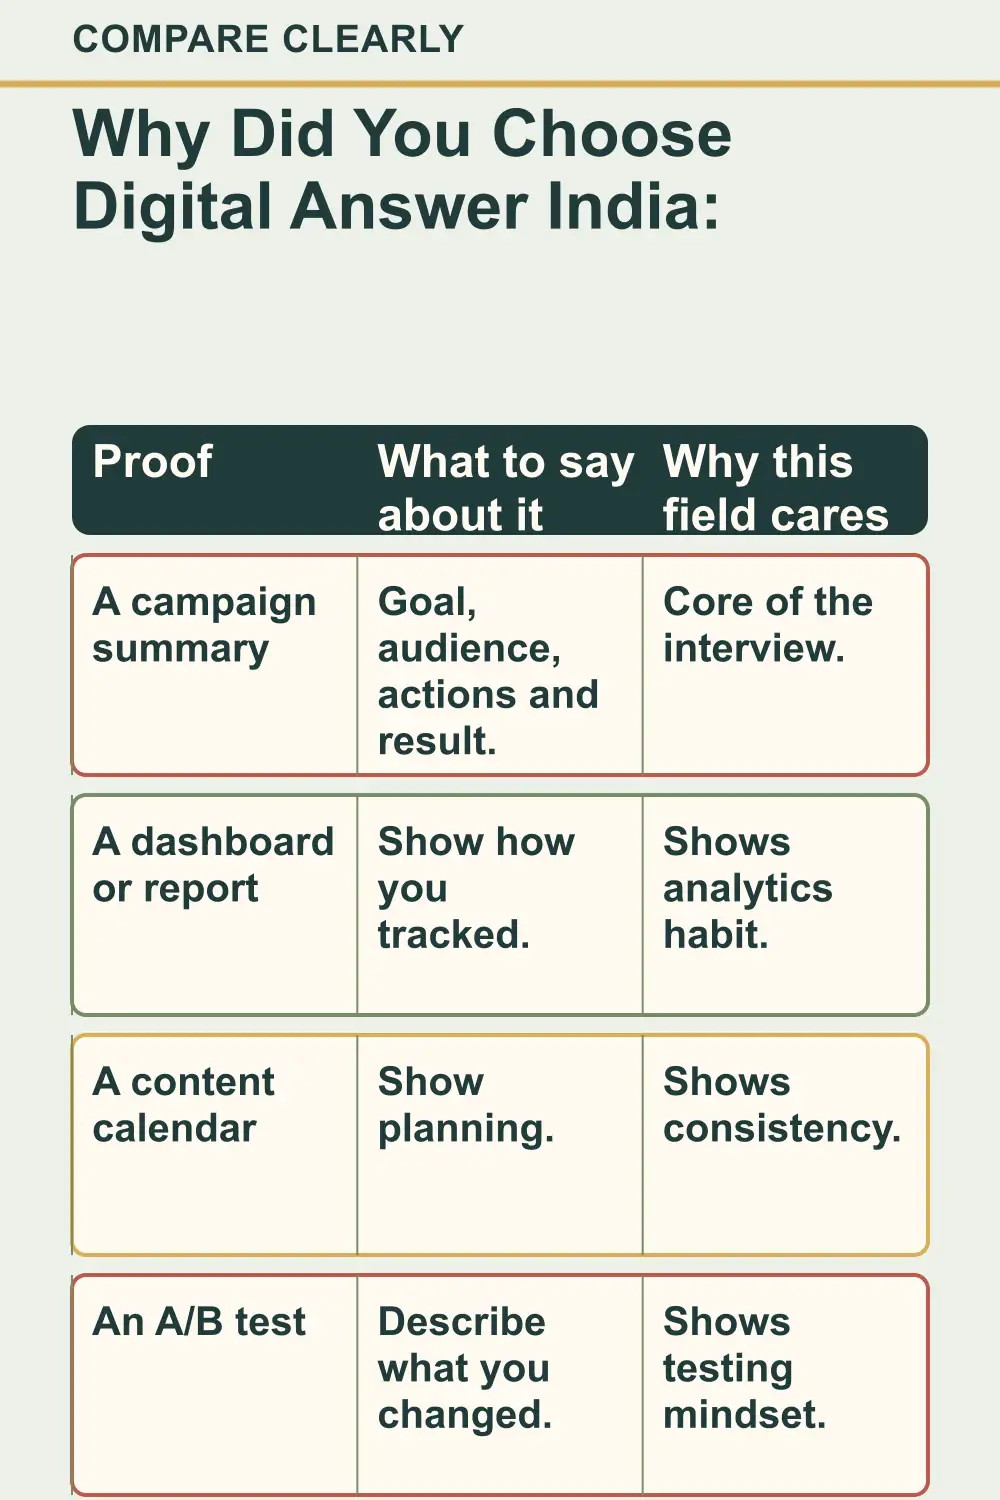 COMPARE CLEARLY
Why Did You Choose
Digital Answer India:
Proof
What to say
about it
Why this
field cares
A campaign
summary
Goal,
audience,
actions and
result.
Core of the
interview.
A dashboard
or report
Show how
you
tracked.
Shows
analytics
habit.
A content
calendar
Show
planning.
Shows
consistency.
An A/B test
Describe
what you
changed.
Shows
testing
mindset.